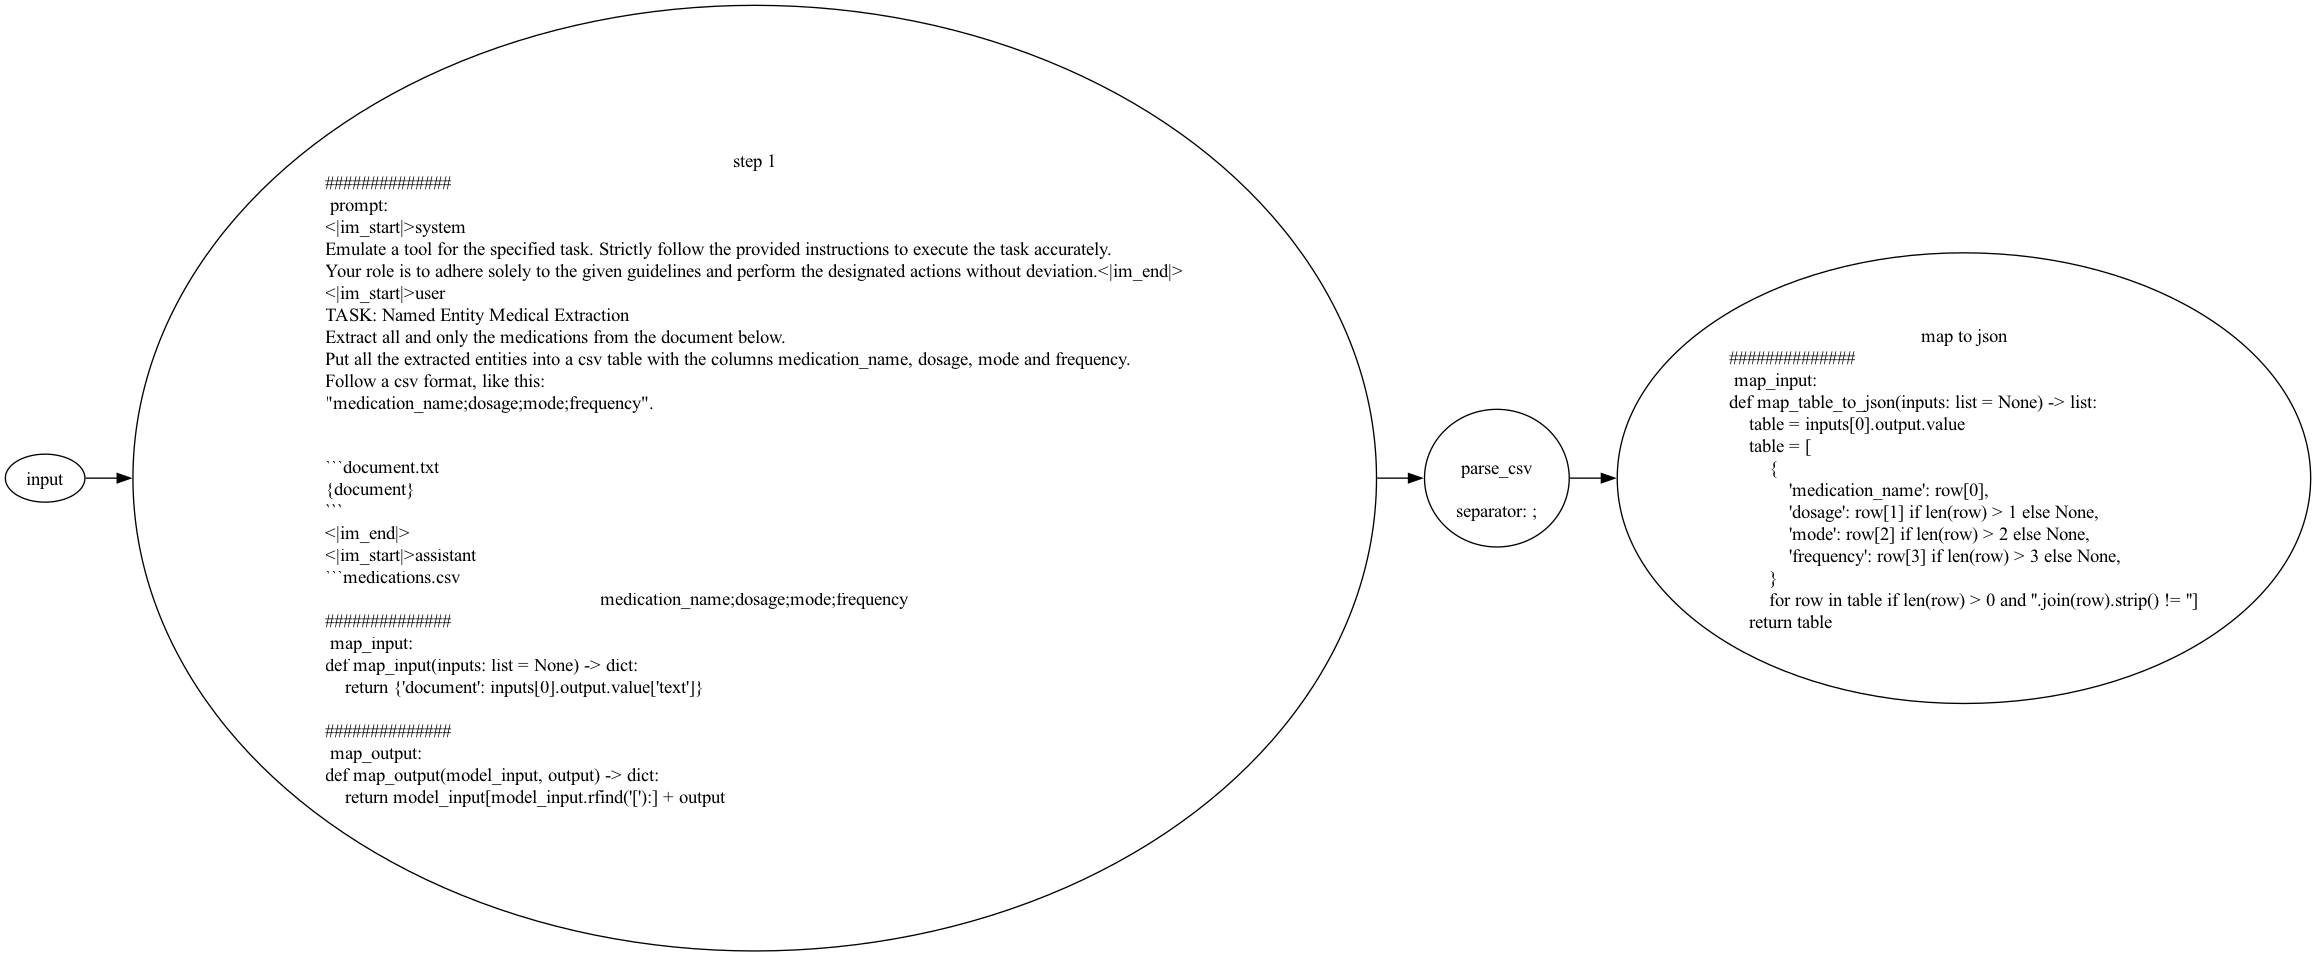 input
step 1
##############
prompt:
<|im_start|>system
Emulate a tool for the specified task. Strictly follow the provided instructions to execute the task accurately.
Your role is to adhere solely to the given guidelines and perform the designated actions without deviation.<|im_end|>
<|im_start|>user
TASK: Named Entity Medical Extraction
Extract all and only the medications from the document below.
Put all the extracted entities into a csv table with the columns medication_name, dosage, mode and frequency.
Follow a csv format, like this:
"medication_name;dosage;mode;frequency".
```document.txt
{document}
```
<|im_end|>
<|im_start|>assistant
```medications.csv
medication_name;dosage;mode;frequency
##############
map_input:
def map_input(inputs: list = None) -> dict:
    return {'document': inputs[0].output.value['text']}
##############
map_output:
def map_output(model_input, output) -> dict:
    return model_input[model_input.rfind('['):] + output
parse_csv
separator: ;
map to json
##############
map_input:
def map_table_to_json(inputs: list = None) -> list:
    table = inputs[0].output.value
    table = [
        {
            'medication_name': row[0],
            'dosage': row[1] if len(row) > 1 else None,
            'mode': row[2] if len(row) > 2 else None,
            'frequency': row[3] if len(row) > 3 else None,
        }
        for row in table if len(row) > 0 and ''.join(row).strip() != '']
    return table